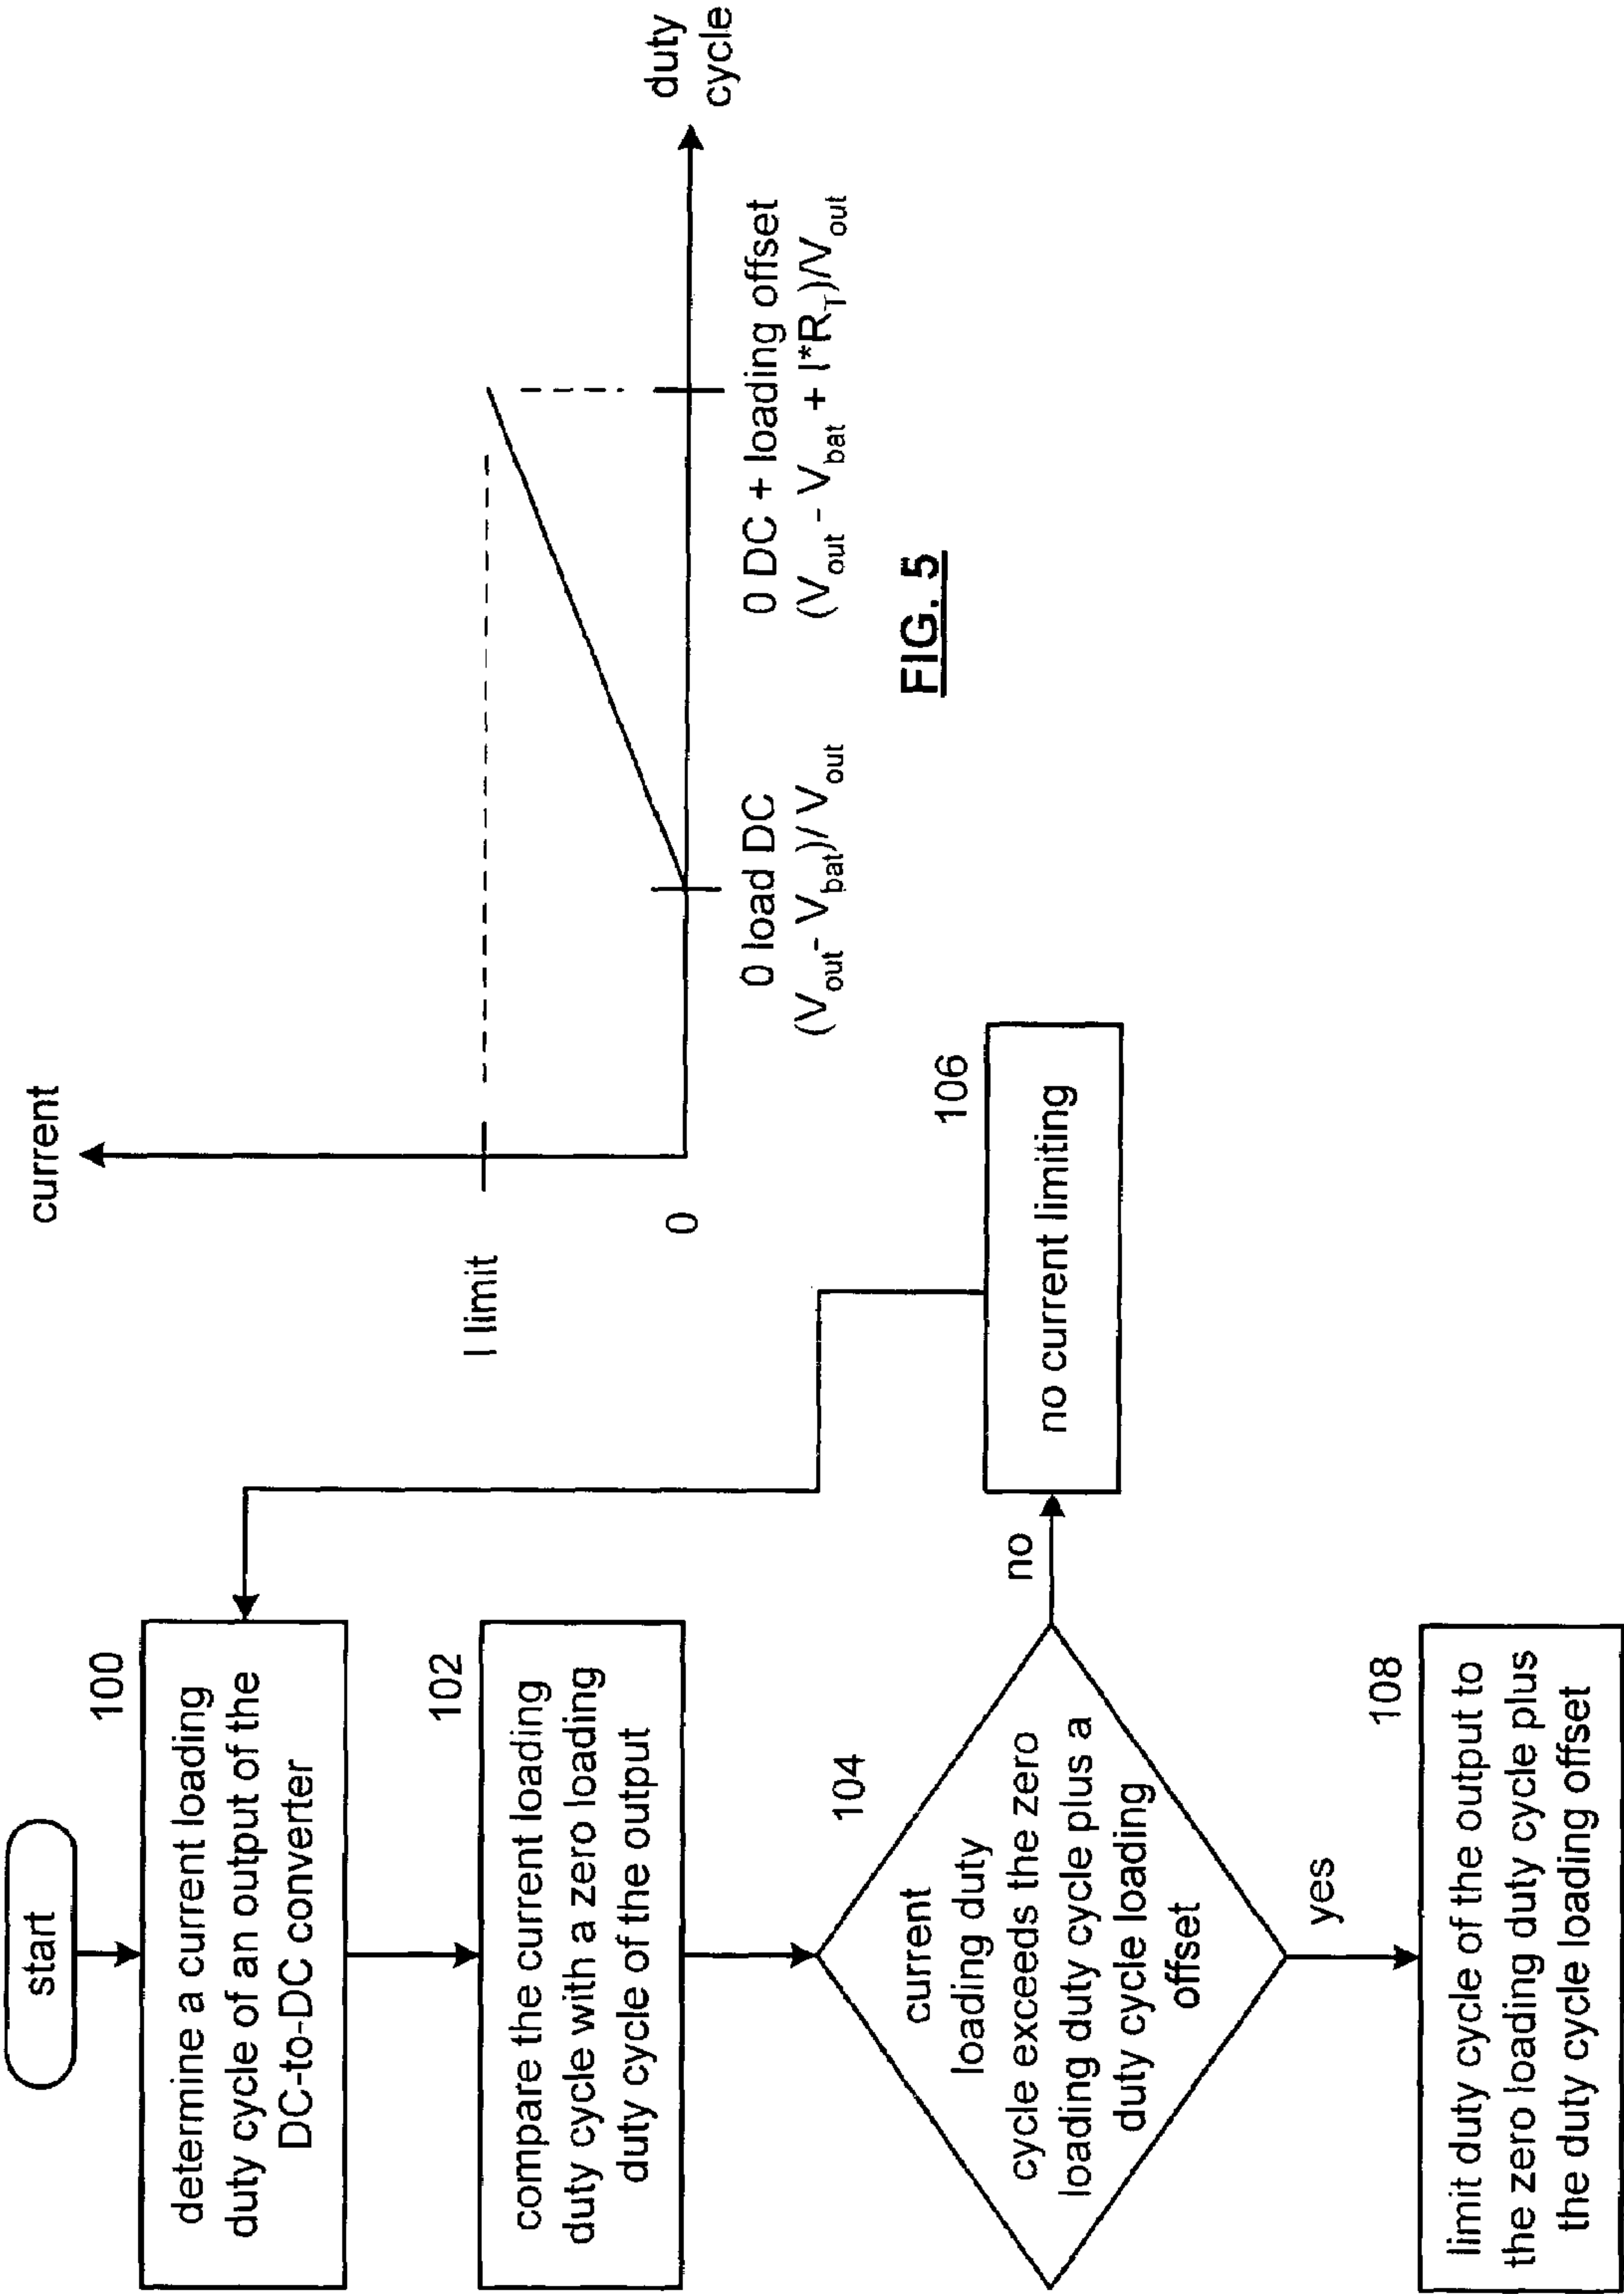 start
100
determine a current loading
duty cycle of an output of the
DC-to-DC converter
102
compare the current loading
duty cycle with a zero loading
duty cycle of the output
104
current
loading duty
cycle exceeds the zero
loading duty cycle plus a
duty cycle loading
offset
no
106
no current limiting
yes
108
limit duty cycle of the output to
the zero loading duty cycle plus
the duty cycle loading offset
current
I limit
0
duty
cycle
0 load DC
(Vout- Vbat)/ Vout
0 DC + loading offset
(Vout - Vbat + I*RT)/Vout
FIG. 5